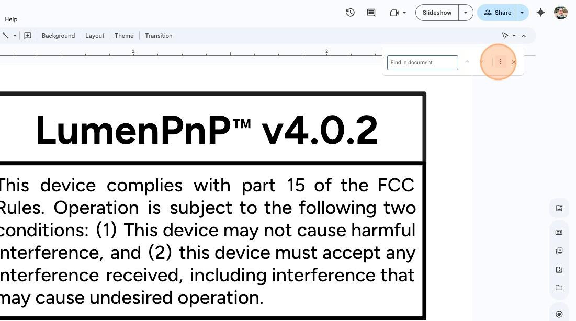 Help
Slideshow
Share
Background Layout Theme Transition
Find in document
LumenPnP™ v4.0.2
This device complies with part 15 of the FCC
Rules. Operation is subject to the following two
conditions: (1) This device may not cause harmful
interference, and (2) this device must accept any
interference received, including interference that
may cause undesired operation.